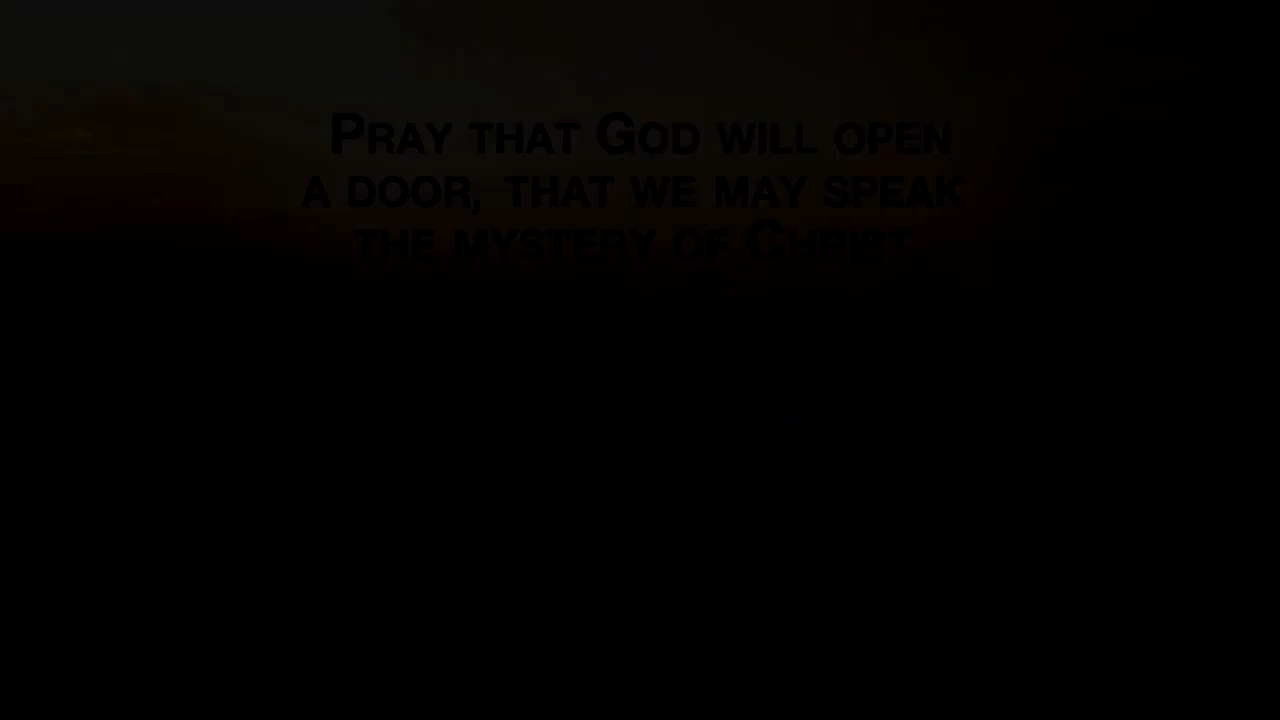 Pray that God will open
a door, that we may speak
the mystery of Christ.